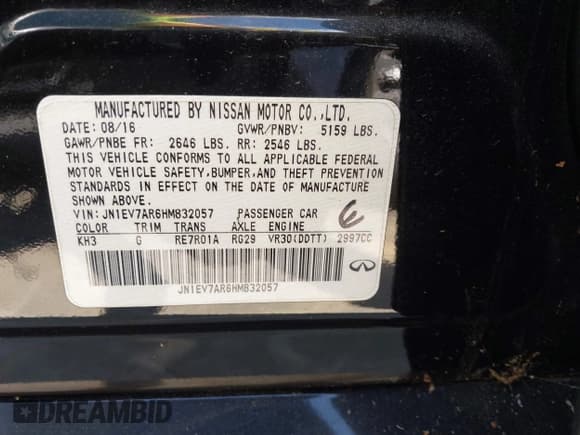 MANUFACTURED BY NISSAN MOTOR CO.,LTD.
DATE: 08/16 GVWR/PNBV: 5159 LBS.
GAWR/PNBE FR: 2646 LBS. RR: 2546 LBS.
THIS VEHICLE CONFORMS TO ALL APPLICABLE FEDERAL
MOTOR VEHICLE SAFETY, BUMPER, AND THEFT PREVENTION
STANDARDS IN EFFECT ON THE DATE OF MANUFACTURE
SHOWN ABOVE.
VIN: JN1EV7AR6HM832057 PASSENGER CAR
COLOR TRIM TRANS AXLE ENGINE
KH3 G RE7R01A RG29 VR30(DDTT) 2997CC
JN1EV7AR6HM832057
DREAMBID